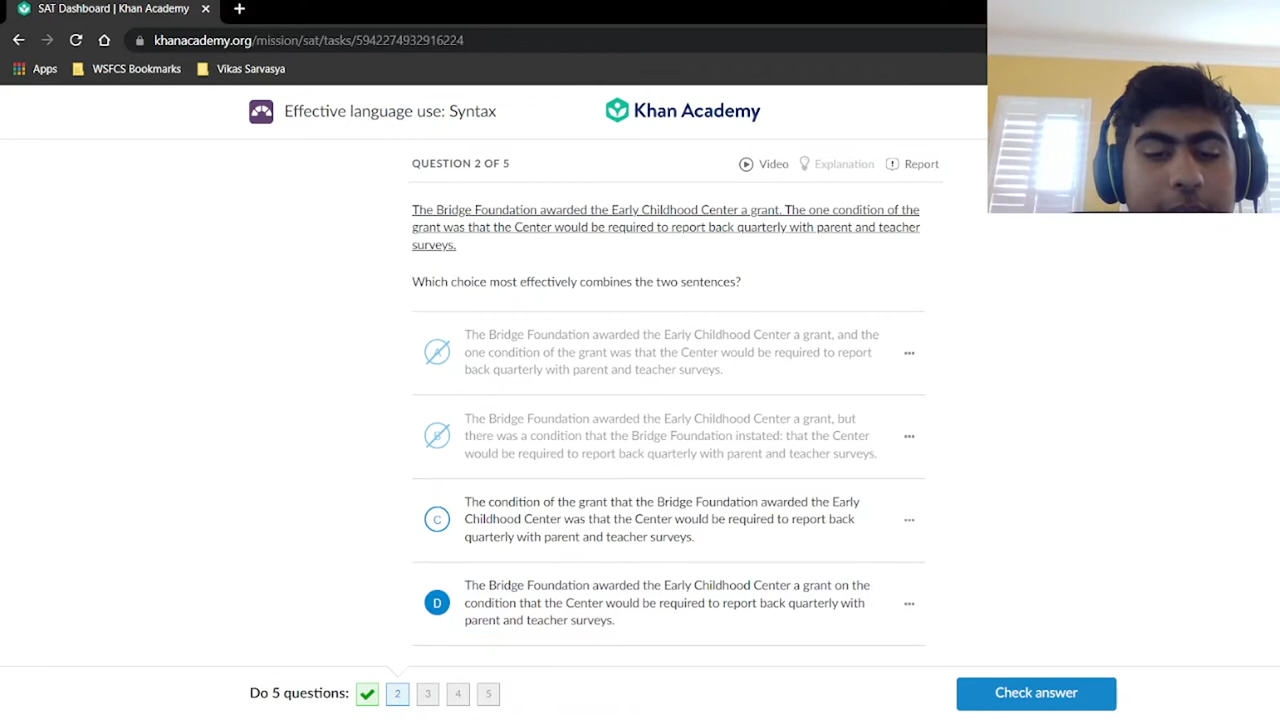 SAT Dashboard | Khan Academy
khanacademy.org/mission/sat/tasks/5942274932916224
Apps
WSFCS Bookmarks
Vikas Sarvasya
Effective language use: Syntax
Khan Academy
QUESTION 2 OF 5
Video
Explanation
Report
The Bridge Foundation awarded the Early Childhood Center a grant. The one condition of the
grant was that the Center would be required to report back quarterly with parent and teacher
surveys.
Which choice most effectively combines the two sentences?
A
The Bridge Foundation awarded the Early Childhood Center a grant, and the
one condition of the grant was that the Center would be required to report
back quarterly with parent and teacher surveys.
B
The Bridge Foundation awarded the Early Childhood Center a grant, but
there was a condition that the Bridge Foundation instated: that the Center
would be required to report back quarterly with parent and teacher surveys.
C
The condition of the grant that the Bridge Foundation awarded the Early
Childhood Center was that the Center would be required to report back
quarterly with parent and teacher surveys.
D
The Bridge Foundation awarded the Early Childhood Center a grant on the
condition that the Center would be required to report back quarterly with
parent and teacher surveys.
Do 5 questions:
2
3
4
5
Check answer